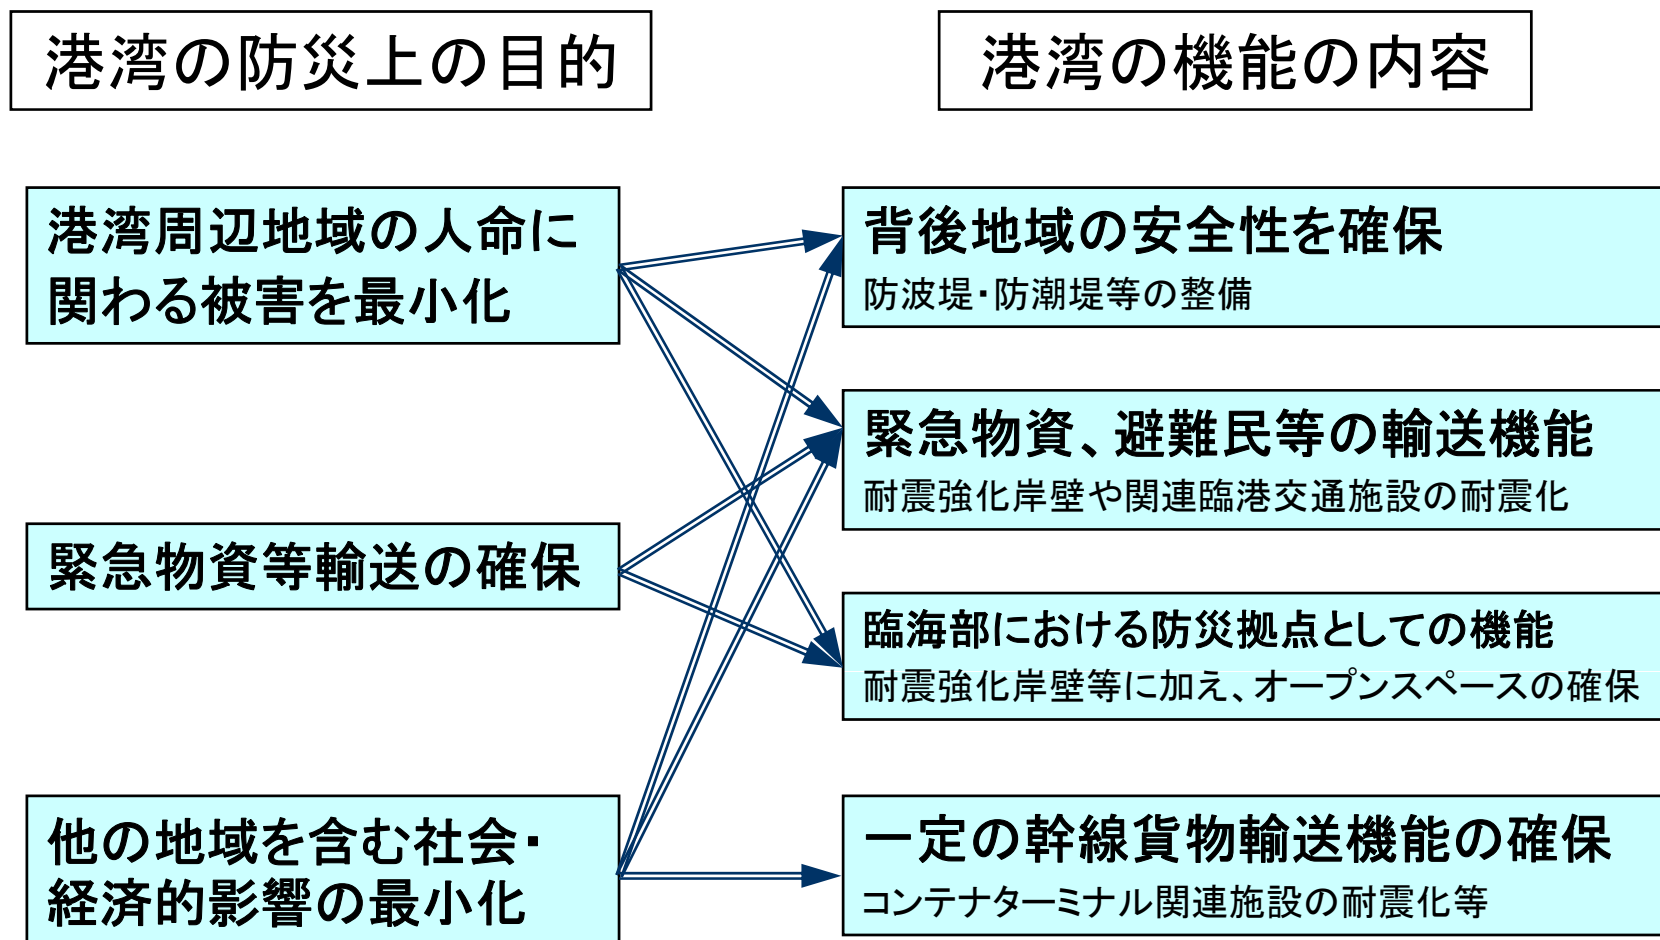 港湾の防災上の目的
港湾の機能の内容
港湾周辺地域の人命に
関わる被害を最小化
緊急物資等輸送の確保
他の地域を含む社会・
経済的影響の最小化
背後地域の安全性を確保
防波堤・防潮堤等の整備
緊急物資、避難民等の輸送機能
耐震強化岸壁や関連臨港交通施設の耐震化
臨海部における防災拠点としての機能
耐震強化岸壁等に加え、オープンスペースの確保
一定の幹線貨物輸送機能の確保
コンテナターミナル関連施設の耐震化等